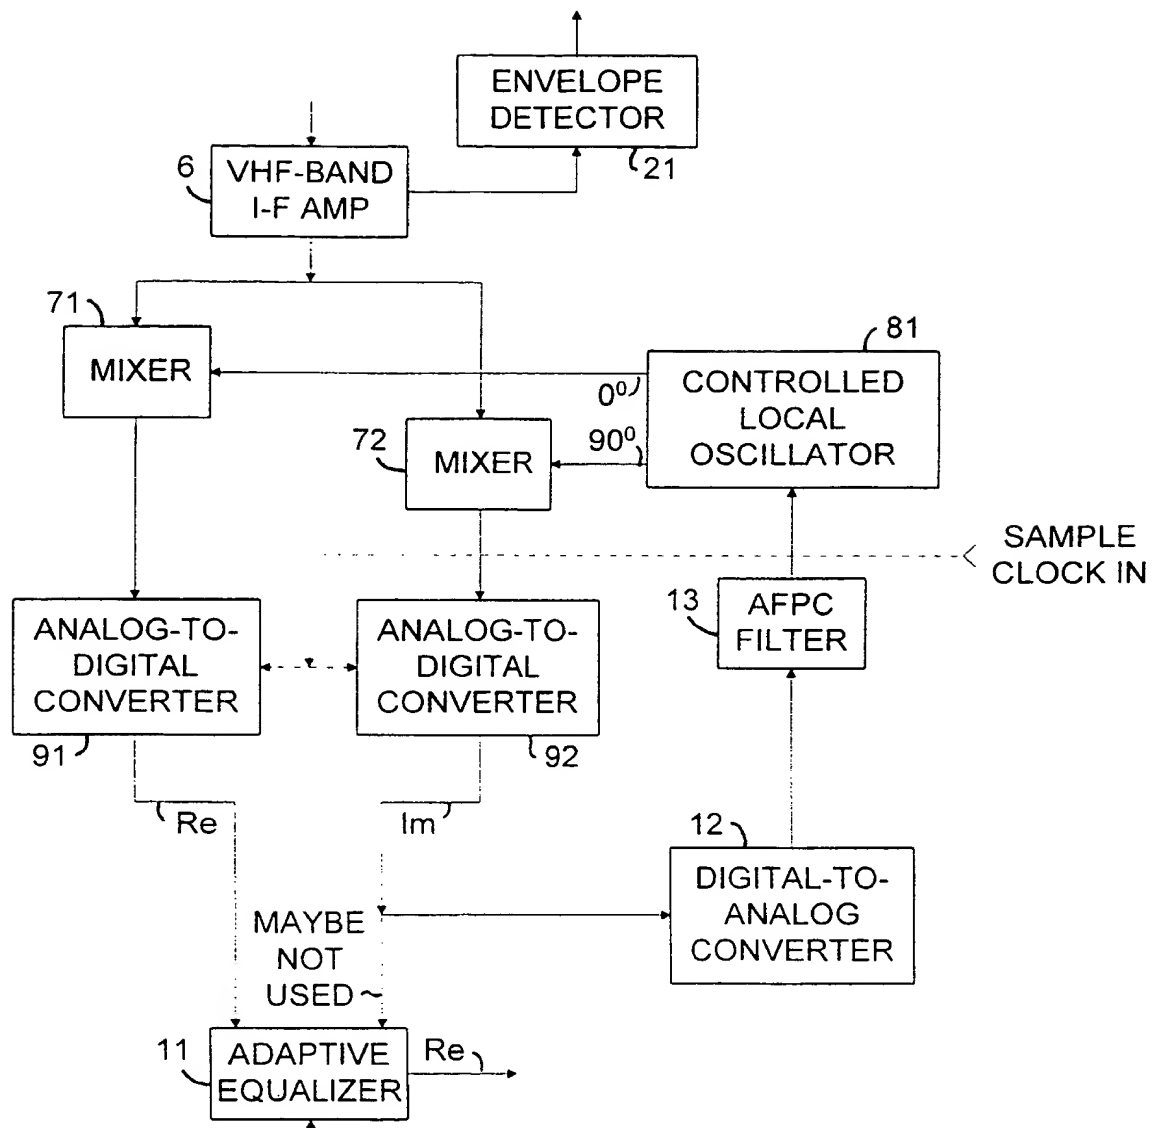 ENVELOPE
DETECTOR
21
6
VHF-BAND
I-F AMP
71
MIXER
81
CONTROLLED
LOCAL
OSCILLATOR
0⁰
90⁰
72
MIXER
SAMPLE
CLOCK IN
13
AFPC
FILTER
ANALOG-TO-
DIGITAL
CONVERTER
91
ANALOG-TO-
DIGITAL
CONVERTER
92
Re
Im
12
DIGITAL-TO-
ANALOG
CONVERTER
MAYBE
NOT
USED
11
ADAPTIVE
EQUALIZER
Re